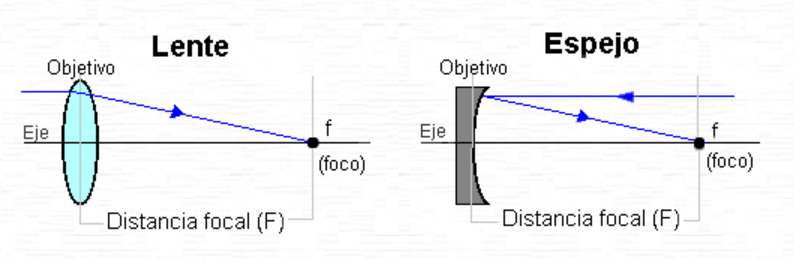 Lente
Objetivo
Eje
f
(foco)
Distancia focal (F)
Espejo
Objetivo
Eje
f
(foco)
Distancia focal (F)